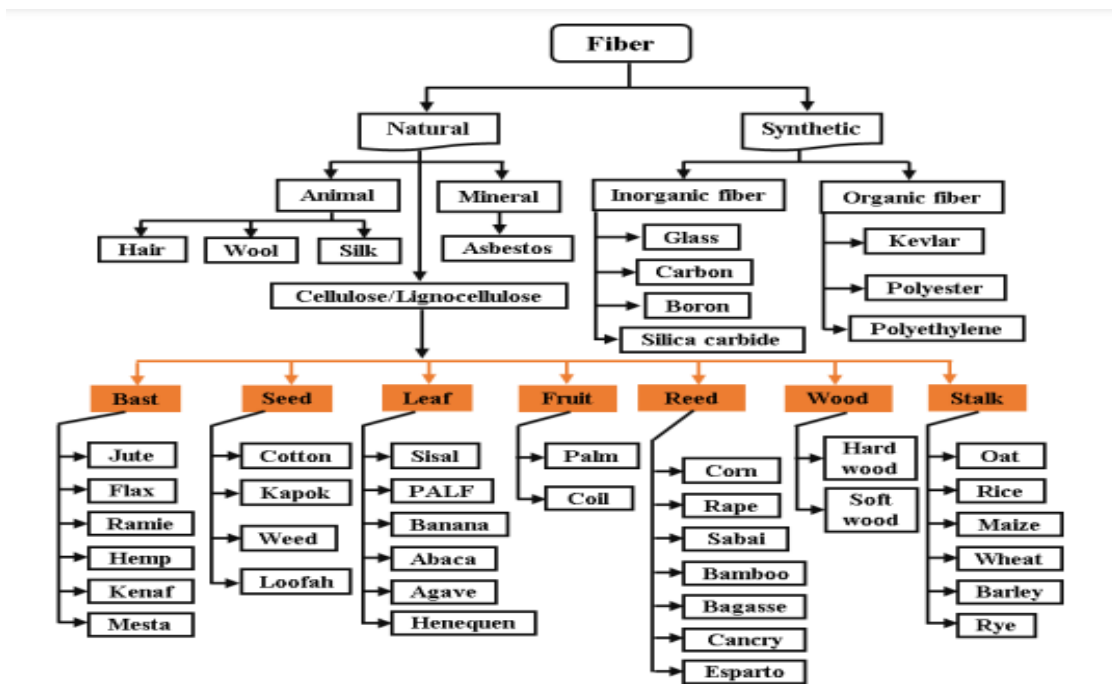 Fiber
Natural
Synthetic
Animal
Mineral
Inorganic fiber
Organic fiber
Hair
Wool
Silk
Asbestos
Glass
Kevlar
Carbon
Cellulose/Lignocellulose
Polyester
Boron
Polyethylene
Silica carbide
Bast
Seed
Leaf
Fruit
Reed
Wood
Stalk
Jute
Flax
Ramie
Hemp
Kenaf
Mesta
Cotton
Kapok
Weed
Loofah
Sisal
PALF
Banana
Abaca
Agave
Henequen
Palm
Coil
Corn
Rape
Sabai
Bamboo
Bagasse
Cancry
Esparto
Hard
wood
Soft
wood
Oat
Rice
Maize
Wheat
Barley
Rye